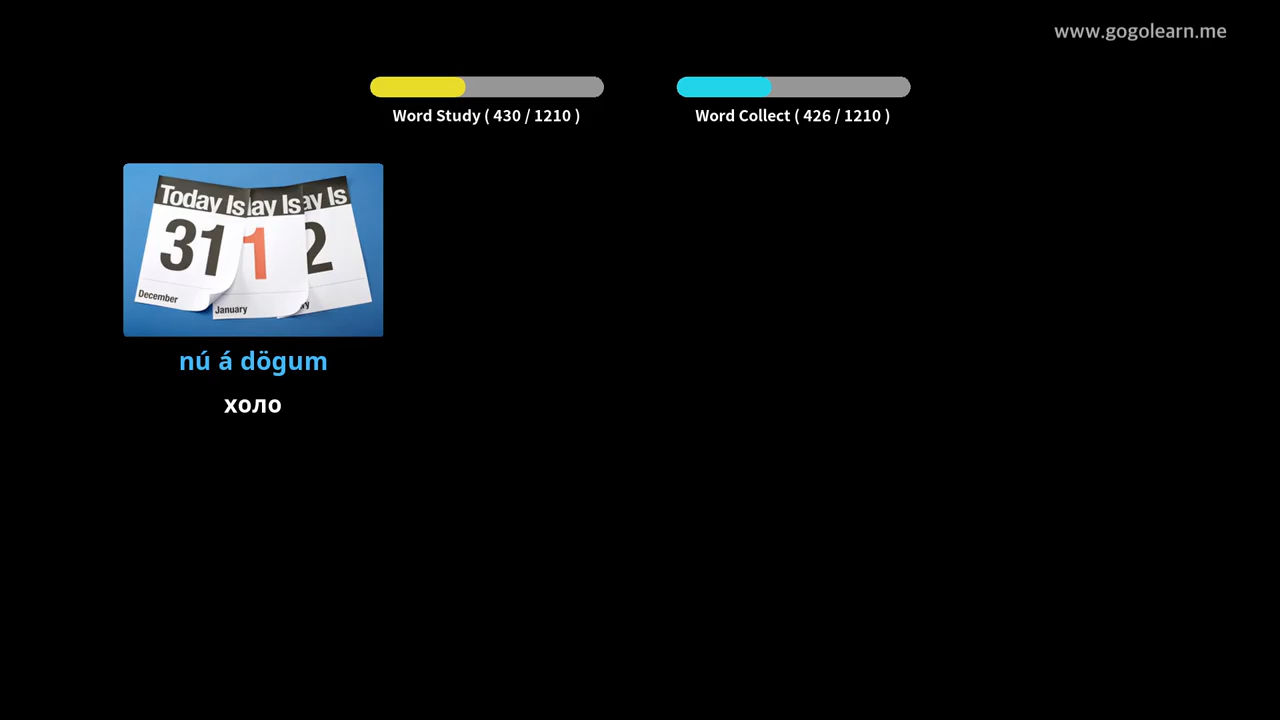 www.gogolearn.me
Word Study ( 430 / 1210 )
Word Collect ( 426 / 1210 )
Today Is
ay Is
ay Is
31
1
2
December
January
ry
nú á dögum
холо